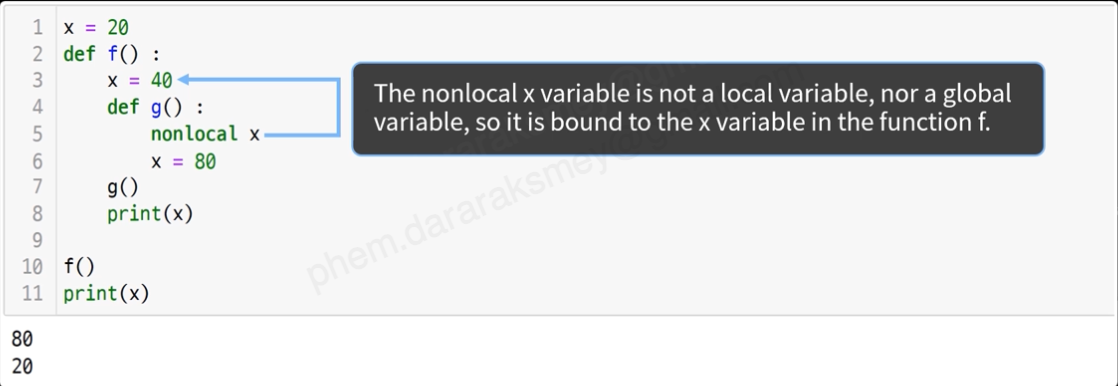 1 x = 20
2 def f() :
3     x = 40
4     def g() :
5         nonlocal x
6         x = 80
7     g()
8     print(x)
9
10 f()
11 print(x)
The nonlocal x variable is not a local variable, nor a global
variable, so it is bound to the x variable in the function f.
phem.dararaksmey@g
80
20